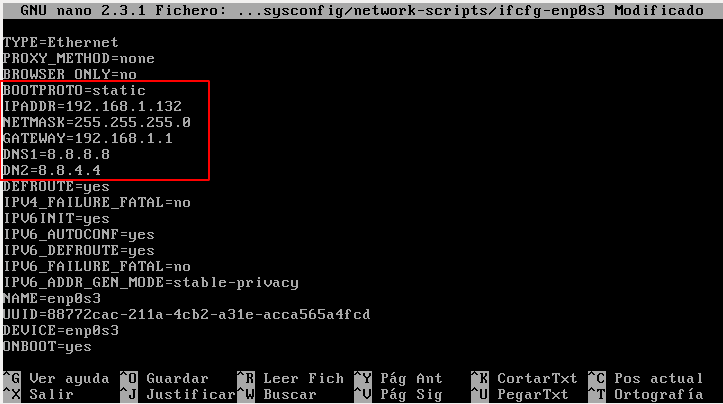 GNU nano 2.3.1 Fichero: ...sysconfig/network-scripts/ifcfg-enp0s3 Modificado
TYPE=Ethernet
PROXY_METHOD=none
BROWSER_ONLY=no
BOOTPROTO=static
IPADDR=192.168.1.132
NETMASK=255.255.255.0
GATEWAY=192.168.1.1
DNS1=8.8.8.8
DN2=8.8.4.4
DEFROUTE=yes
IPV4_FAILURE_FATAL=no
IPV6INIT=yes
IPV6_AUTOCONF=yes
IPV6_DEFROUTE=yes
IPV6_FAILURE_FATAL=no
IPV6_ADDR_GEN_MODE=stable-privacy
NAME=enp0s3
UUID=88772cac-211a-4cb2-a31e-acca565a4fcd
DEVICE=enp0s3
ONBOOT=yes
^G Ver ayuda ^O Guardar ^R Leer Fich ^Y Pág Ant ^K CortarTxt ^C Pos actual
^X Salir ^J Justificar ^W Buscar ^V Pág Sig ^U PegarTxt ^T Ortografía